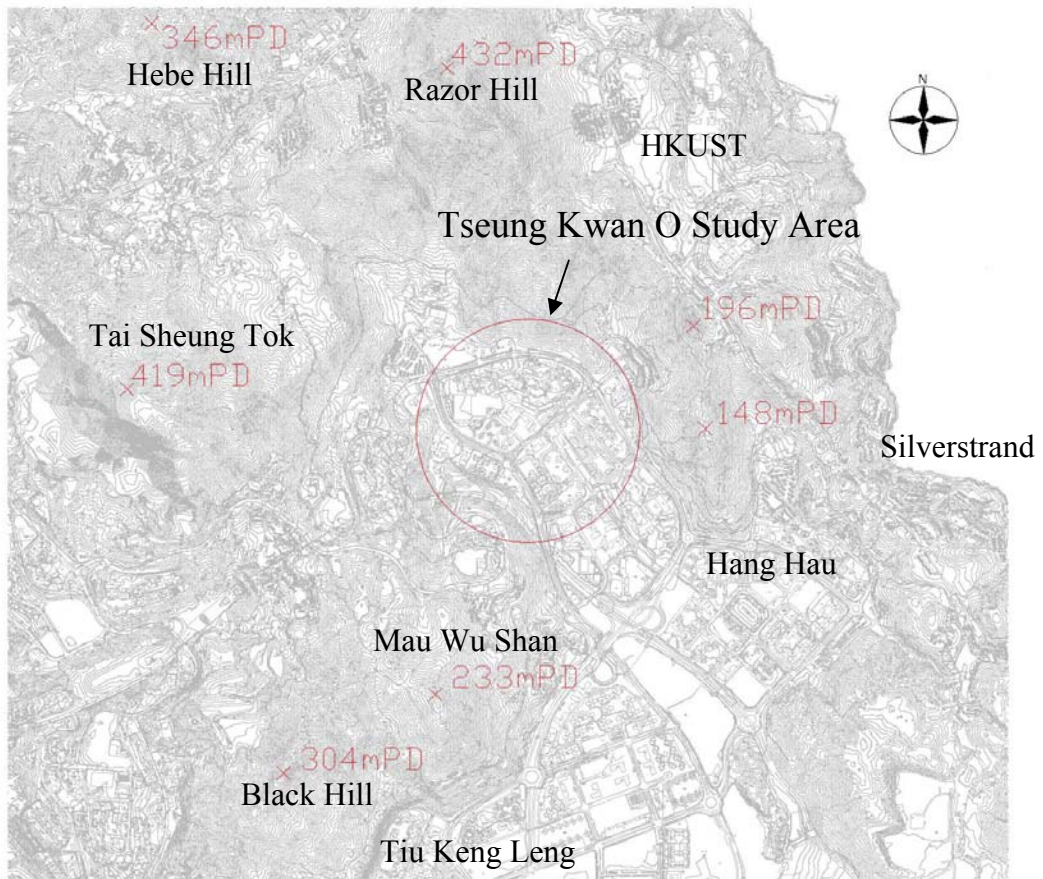 346mPD
Hebe Hill
432mPD
Razor Hill
N
HKUST
Tseung Kwan O Study Area
196mPD
Tai Sheung Tok
419mPD
148mPD
Silverstrand
Hang Hau
Mau Wu Shan
233mPD
304mPD
Black Hill
Tiu Keng Leng